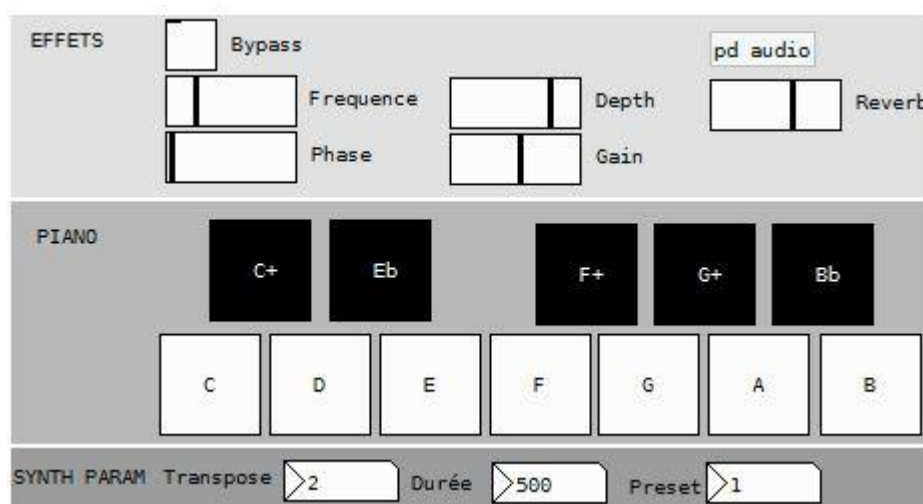 EFFETS Bypass pd audio
Frequence Depth Reverb
Phase Gain
PIANO
C+ Eb F+ G+ Bb
C D E F G A B
SYNTH PARAM Transpose 2 Durée 500 Preset 1